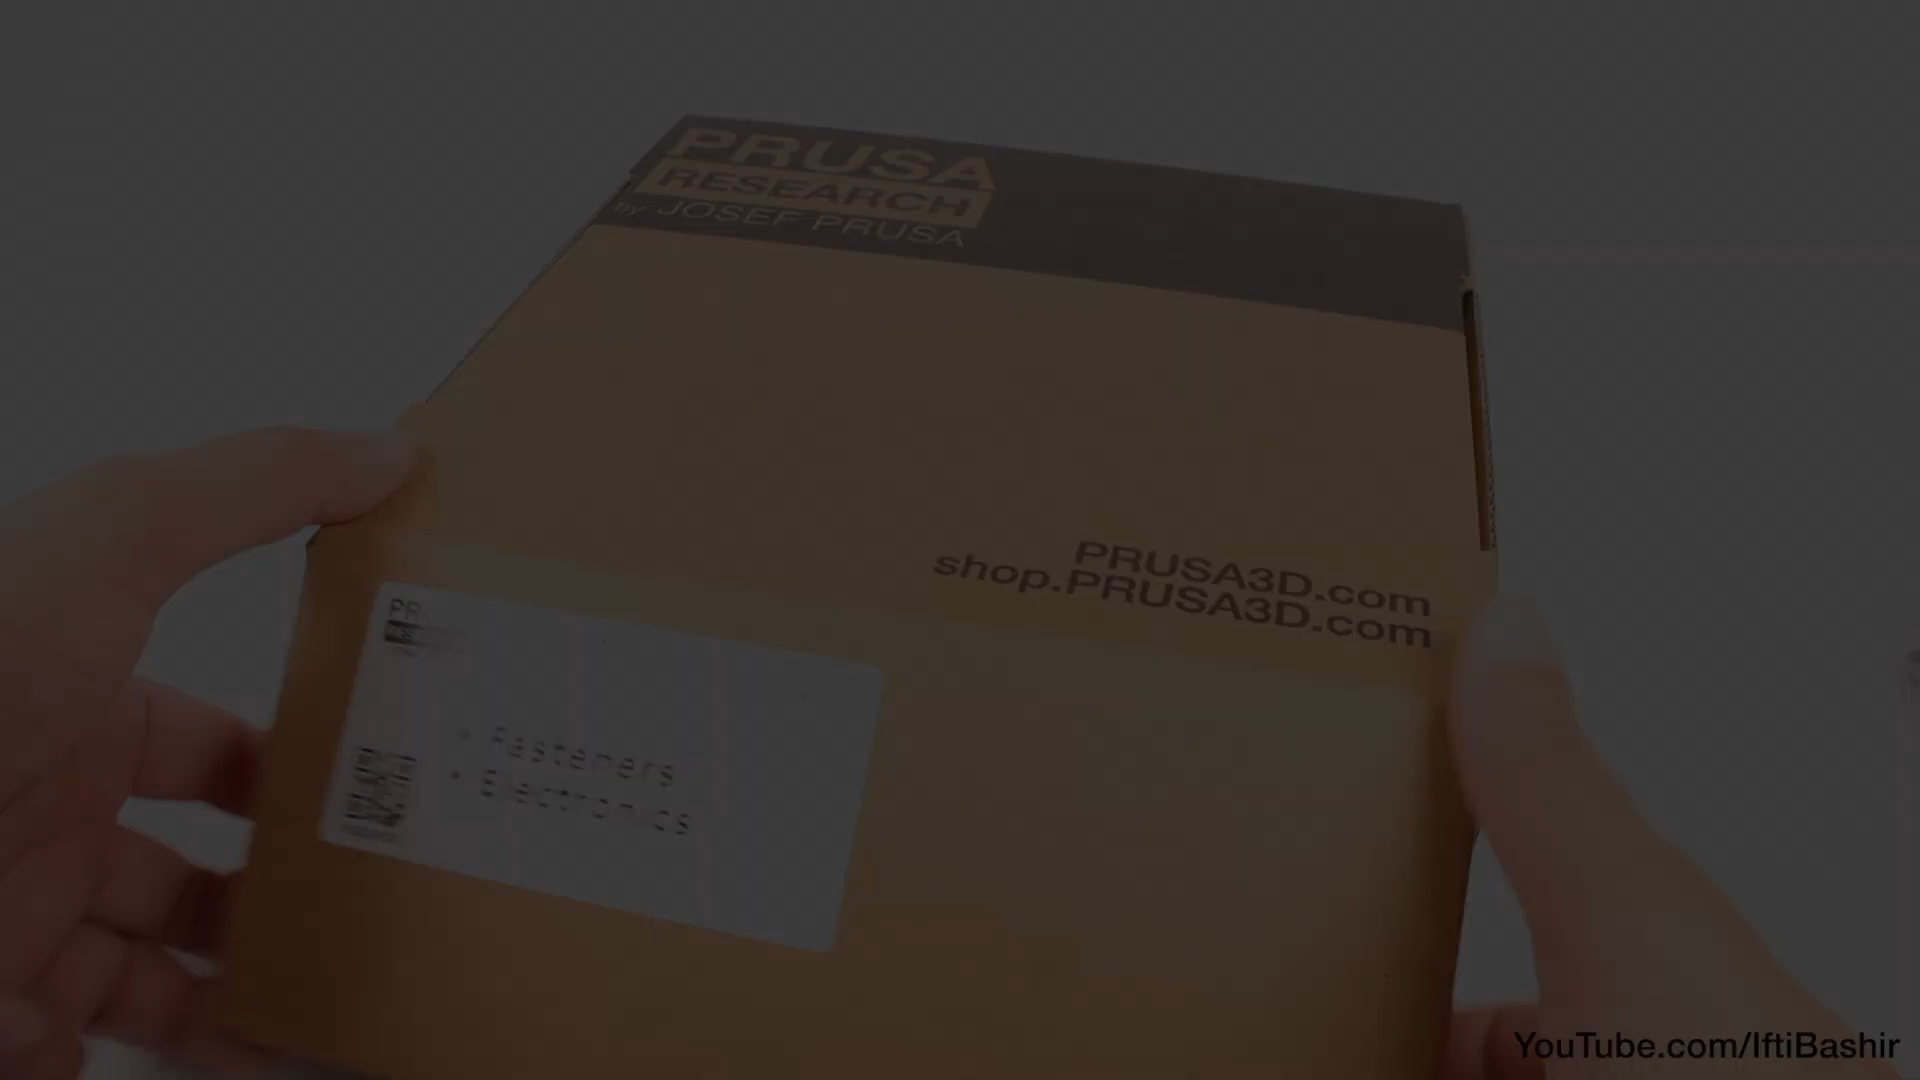 PRUSA
RESEARCH
by JOSEF PRUSA
PRUSA3D.com
shop.PRUSA3D.com
• Fasteners
• Electronics
YouTube.com/IftiBashir